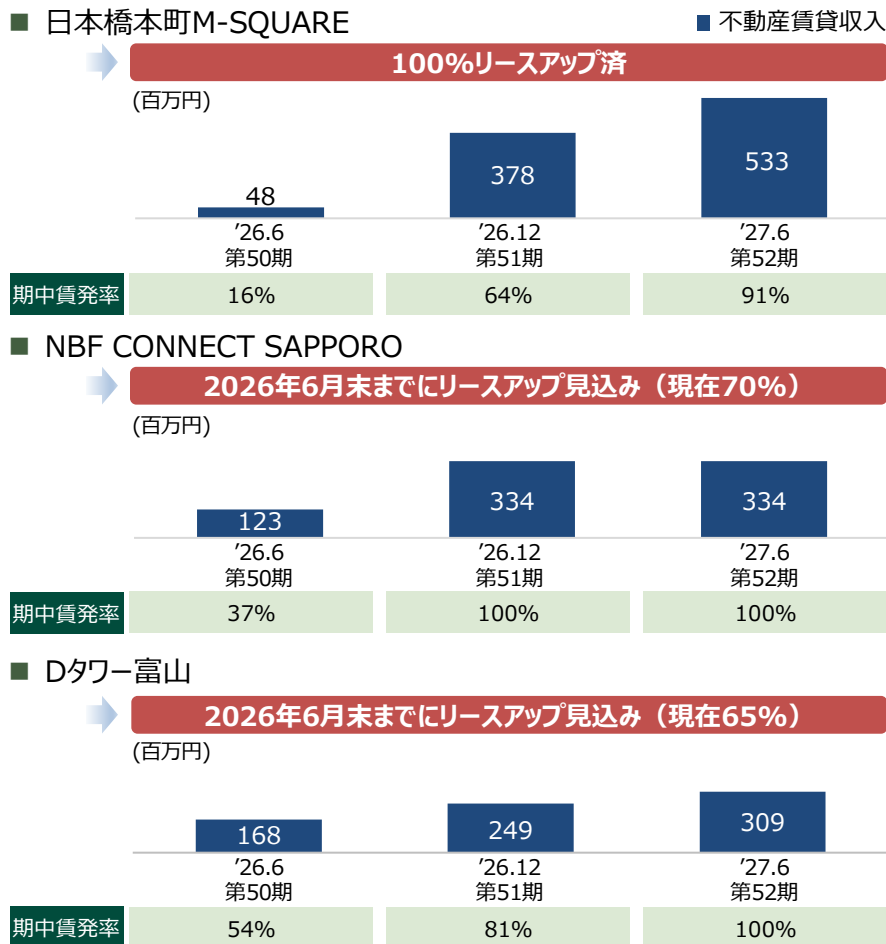 ■ 日本橋本町M-SQUARE
■ 不動産賃貸収入
100%リースアップ済
(百万円)
48 378 533
’26.6 ’26.12 ’27.6
第50期 第51期 第52期
期中賃発率 16% 64% 91%
■ NBF CONNECT SAPPORO
2026年6月末までにリースアップ見込み（現在70%）
(百万円)
123 334 334
’26.6 ’26.12 ’27.6
第50期 第51期 第52期
期中賃発率 37% 100% 100%
■ Dタワー富山
2026年6月末までにリースアップ見込み（現在65%）
(百万円)
168 249 309
’26.6 ’26.12 ’27.6
第50期 第51期 第52期
期中賃発率 54% 81% 100%